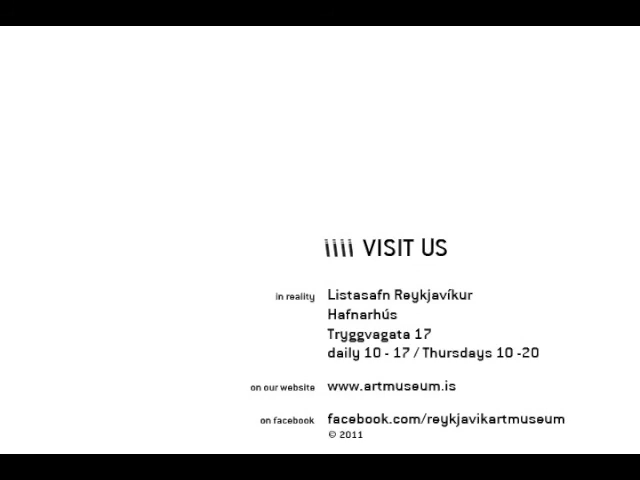 VISIT US
in reality Listasafn Reykjavíkur
Hafnarhús
Tryggvagata 17
daily 10 - 17 / Thursdays 10 -20
on our website www.artmuseum.is
on facebook facebook.com/reykjavikartmuseum
© 2011